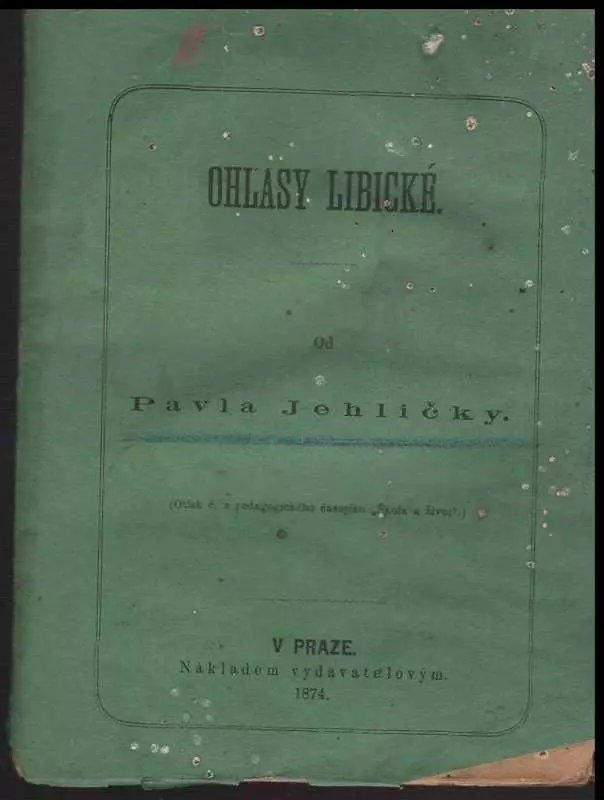 OHLASY LIBICKÉ.
Od
Pavla Jehličky.
(Otisk č. z pedagogického časopisu „Škola a život“.)
V PRAZE.
Nákladem vydavatelovým.
1874.